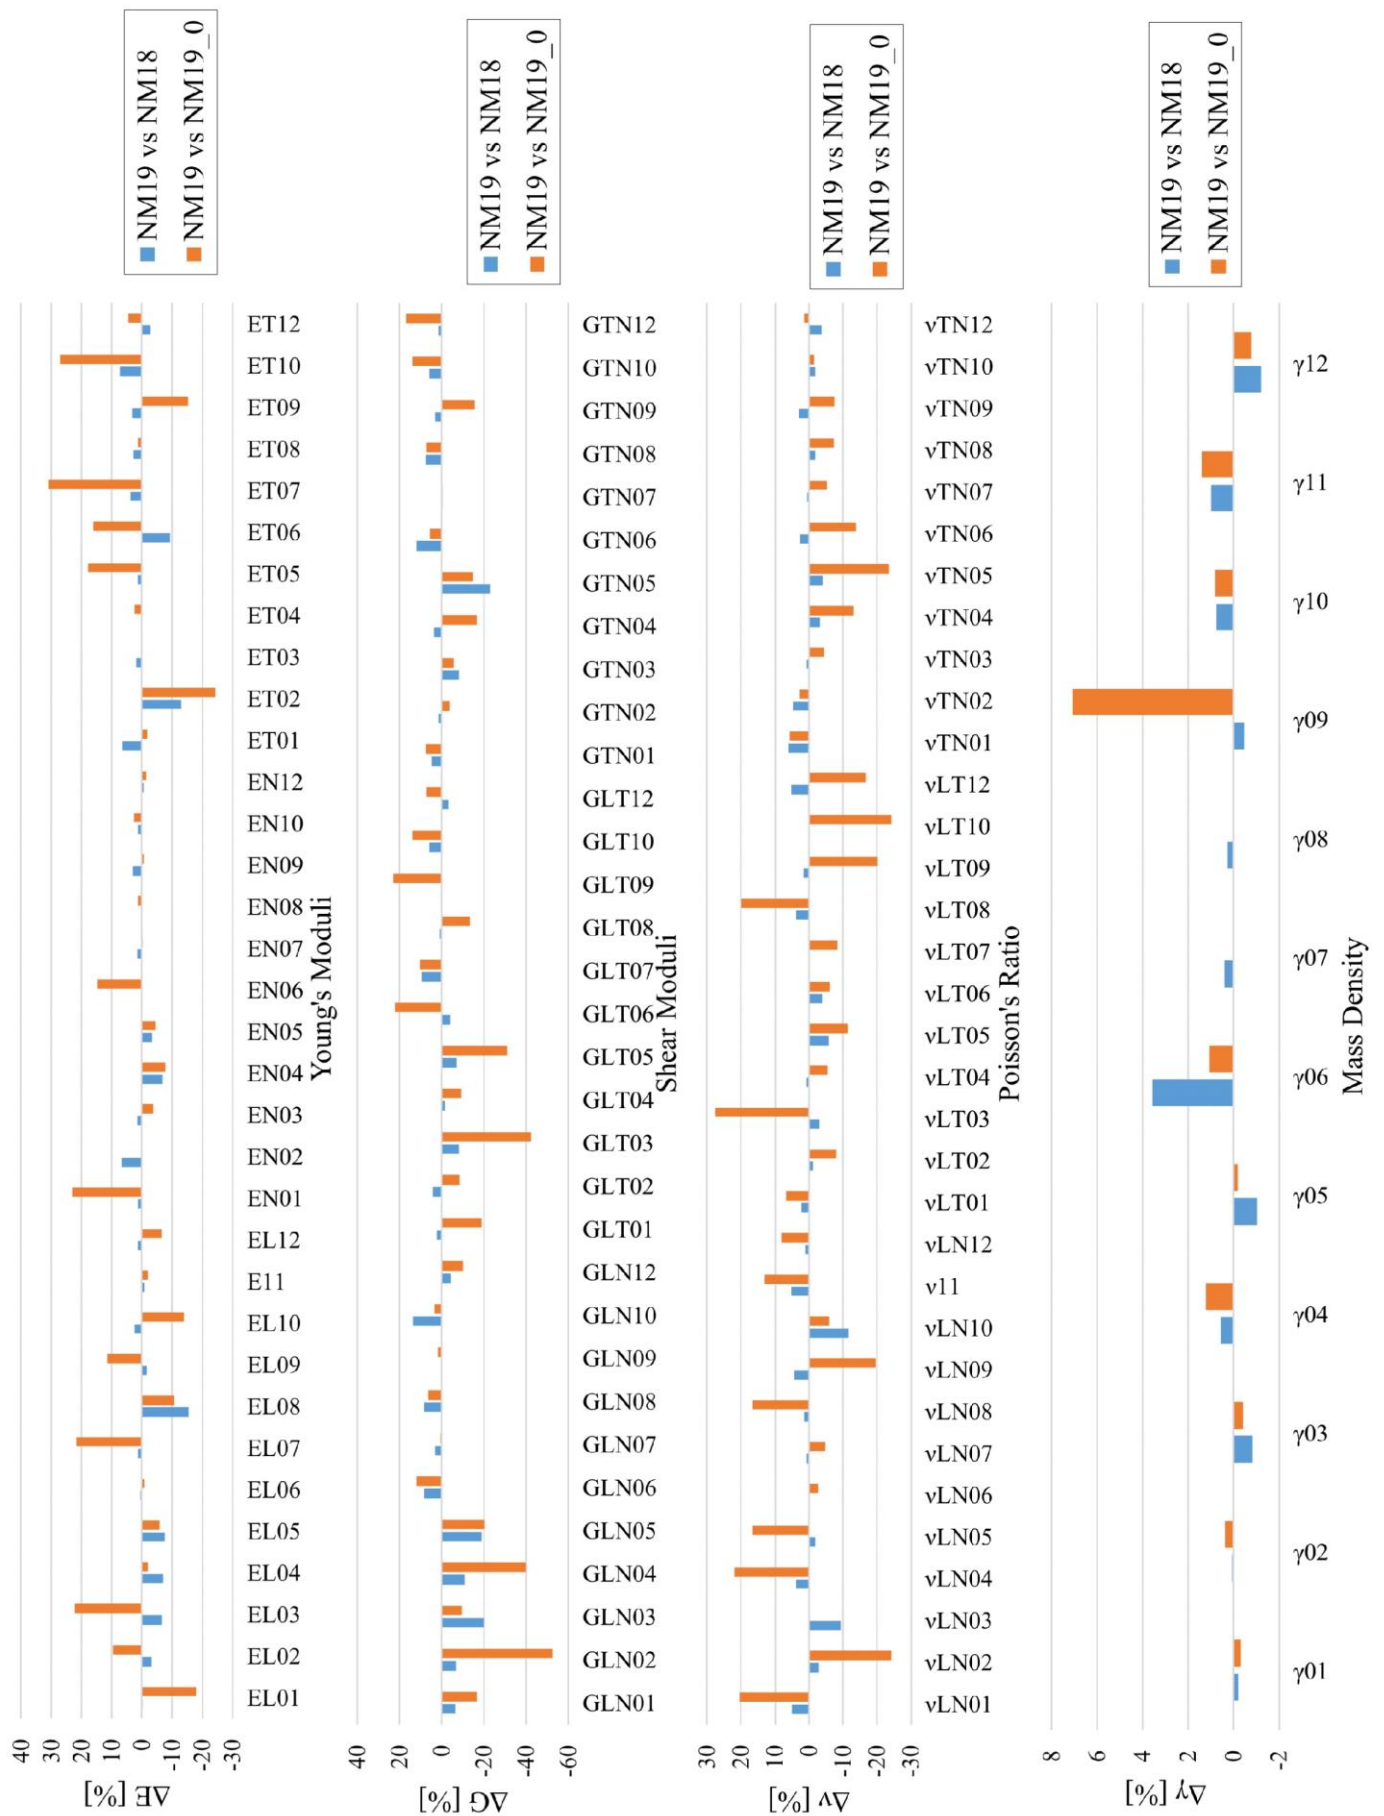 40
30
20
10
0
-10
-20
-30
ΔE [%]
EL01 EL02 EL03 EL04 EL05 EL06 EL07 EL08 EL09 EL10 E11 EL12 EN01 EN02 EN03 EN04 EN05 EN06 EN07 EN08 EN09 EN10 EN12 ET01 ET02 ET03 ET04 ET05 ET06 ET07 ET08 ET09 ET10 ET12
Young's Moduli
NM19 vs NM18
NM19 vs NM19_0
40
20
0
-20
-40
-60
ΔG [%]
GLN01 GLN02 GLN03 GLN04 GLN05 GLN06 GLN07 GLN08 GLN09 GLN10 GLN12 GLT01 GLT02 GLT03 GLT04 GLT05 GLT06 GLT07 GLT08 GLT09 GLT10 GLT12 GTN01 GTN02 GTN03 GTN04 GTN05 GTN06 GTN07 GTN08 GTN09 GTN10 GTN12
Shear Moduli
NM19 vs NM18
NM19 vs NM19_0
30
20
10
0
-10
-20
-30
Δν [%]
νLN01 νLN02 νLN03 νLN04 νLN05 νLN06 νLN07 νLN08 νLN09 νLN10 ν11 νLN12 νLT01 νLT02 νLT03 νLT04 νLT05 νLT06 νLT07 νLT08 νLT09 νLT10 νLT12 νTN01 νTN02 νTN03 νTN04 νTN05 νTN06 νTN07 νTN08 νTN09 νTN10 νTN12
Poisson's Ratio
NM19 vs NM18
NM19 vs NM19_0
8
6
4
2
0
-2
Δγ [%]
γ01 γ02 γ03 γ04 γ05 γ06 γ07 γ08 γ09 γ10 γ11 γ12
Mass Density
NM19 vs NM18
NM19 vs NM19_0